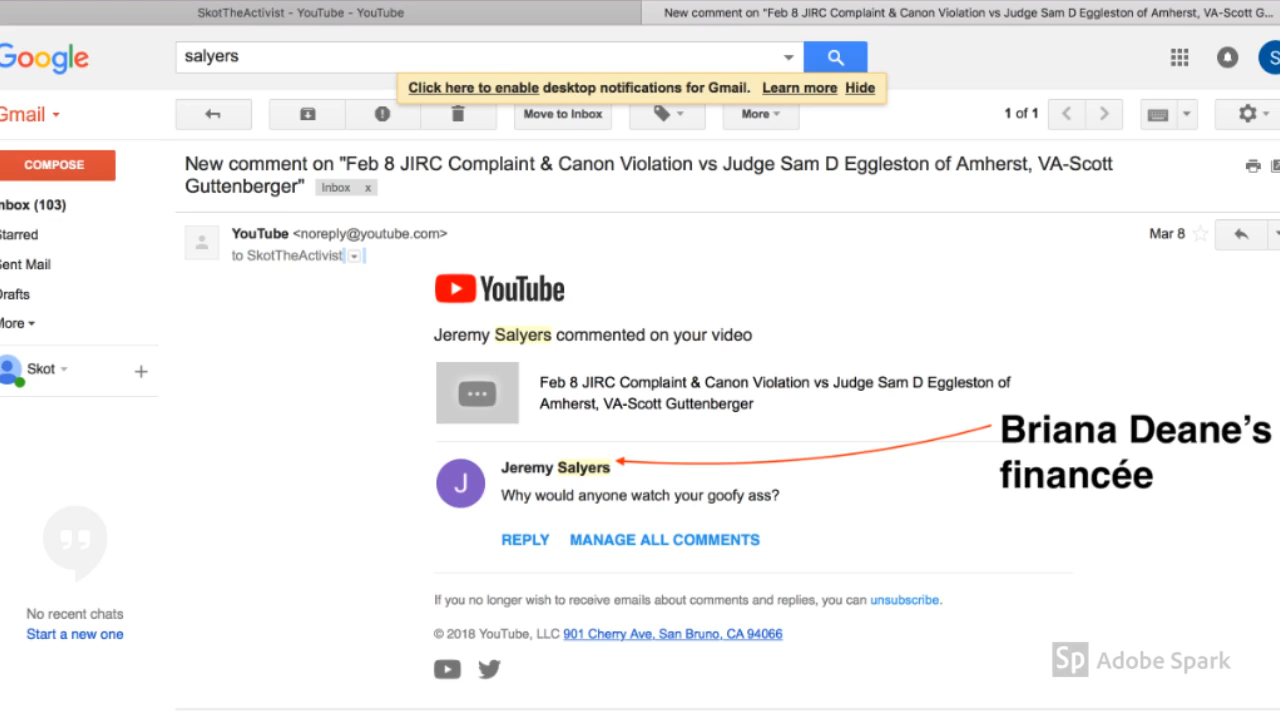 SkotTheActivist - YouTube - YouTube
New comment on "Feb 8 JIRC Complaint & Canon Violation vs Judge Sam D Eggleston of Amherst, VA-Scott G...
Google
salyers
S
Click here to enable desktop notifications for Gmail. Learn more Hide
Gmail
Move to Inbox
More
1 of 1
COMPOSE
New comment on "Feb 8 JIRC Complaint & Canon Violation vs Judge Sam D Eggleston of Amherst, VA-Scott
Guttenberger" Inbox x
nbox (103)
Starred
Sent Mail
Drafts
More
Skot
YouTube <noreply@youtube.com>
Mar 8
to SkotTheActivist
YouTube
Jeremy Salyers commented on your video
Feb 8 JIRC Complaint & Canon Violation vs Judge Sam D Eggleston of
Amherst, VA-Scott Guttenberger
Briana Deane's
financée
J
Jeremy Salyers
Why would anyone watch your goofy ass?
REPLY MANAGE ALL COMMENTS
No recent chats
Start a new one
If you no longer wish to receive emails about comments and replies, you can unsubscribe.
© 2018 YouTube, LLC 901 Cherry Ave, San Bruno, CA 94066
Sp Adobe Spark